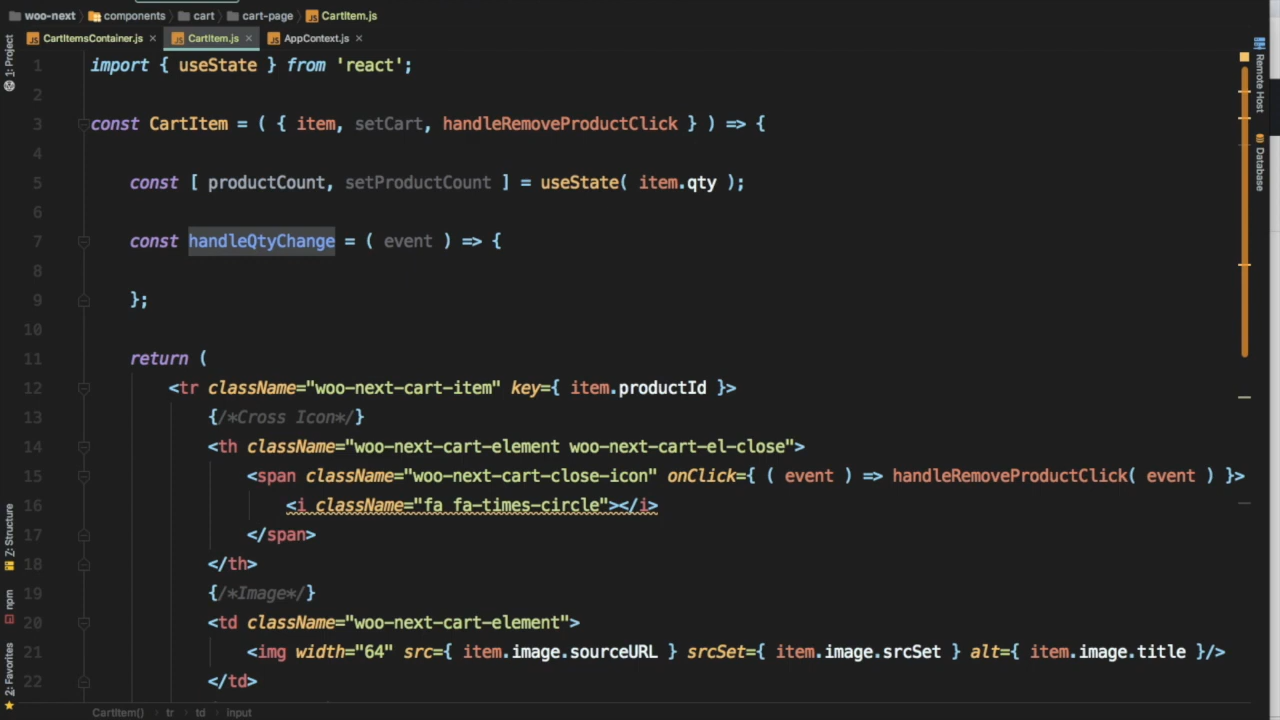 woo-next components cart cart-page CartItem.js
CartItemsContainer.js × CartItem.js × AppContext.js ×
1: Project
Z: Structure
npm
2: Favorites
Remote Host
Database
1 import { useState } from 'react';
2
3 const CartItem = ( { item, setCart, handleRemoveProductClick } ) => {
4
5 const [ productCount, setProductCount ] = useState( item.qty );
6
7 const handleQtyChange = ( event ) => {
8
9 };
10
11 return (
12 <tr className="woo-next-cart-item" key={ item.productId }>
13 {/*Cross Icon*/}
14 <th className="woo-next-cart-element woo-next-cart-el-close">
15 <span className="woo-next-cart-close-icon" onClick={ ( event ) => handleRemoveProductClick( event ) }>
16 <i className="fa fa-times-circle"></i>
17 </span>
18 </th>
19 {/*Image*/}
20 <td className="woo-next-cart-element">
21 <img width="64" src={ item.image.sourceURL } srcSet={ item.image.srcSet } alt={ item.image.title }/>
22 </td>
CartItem() tr td input